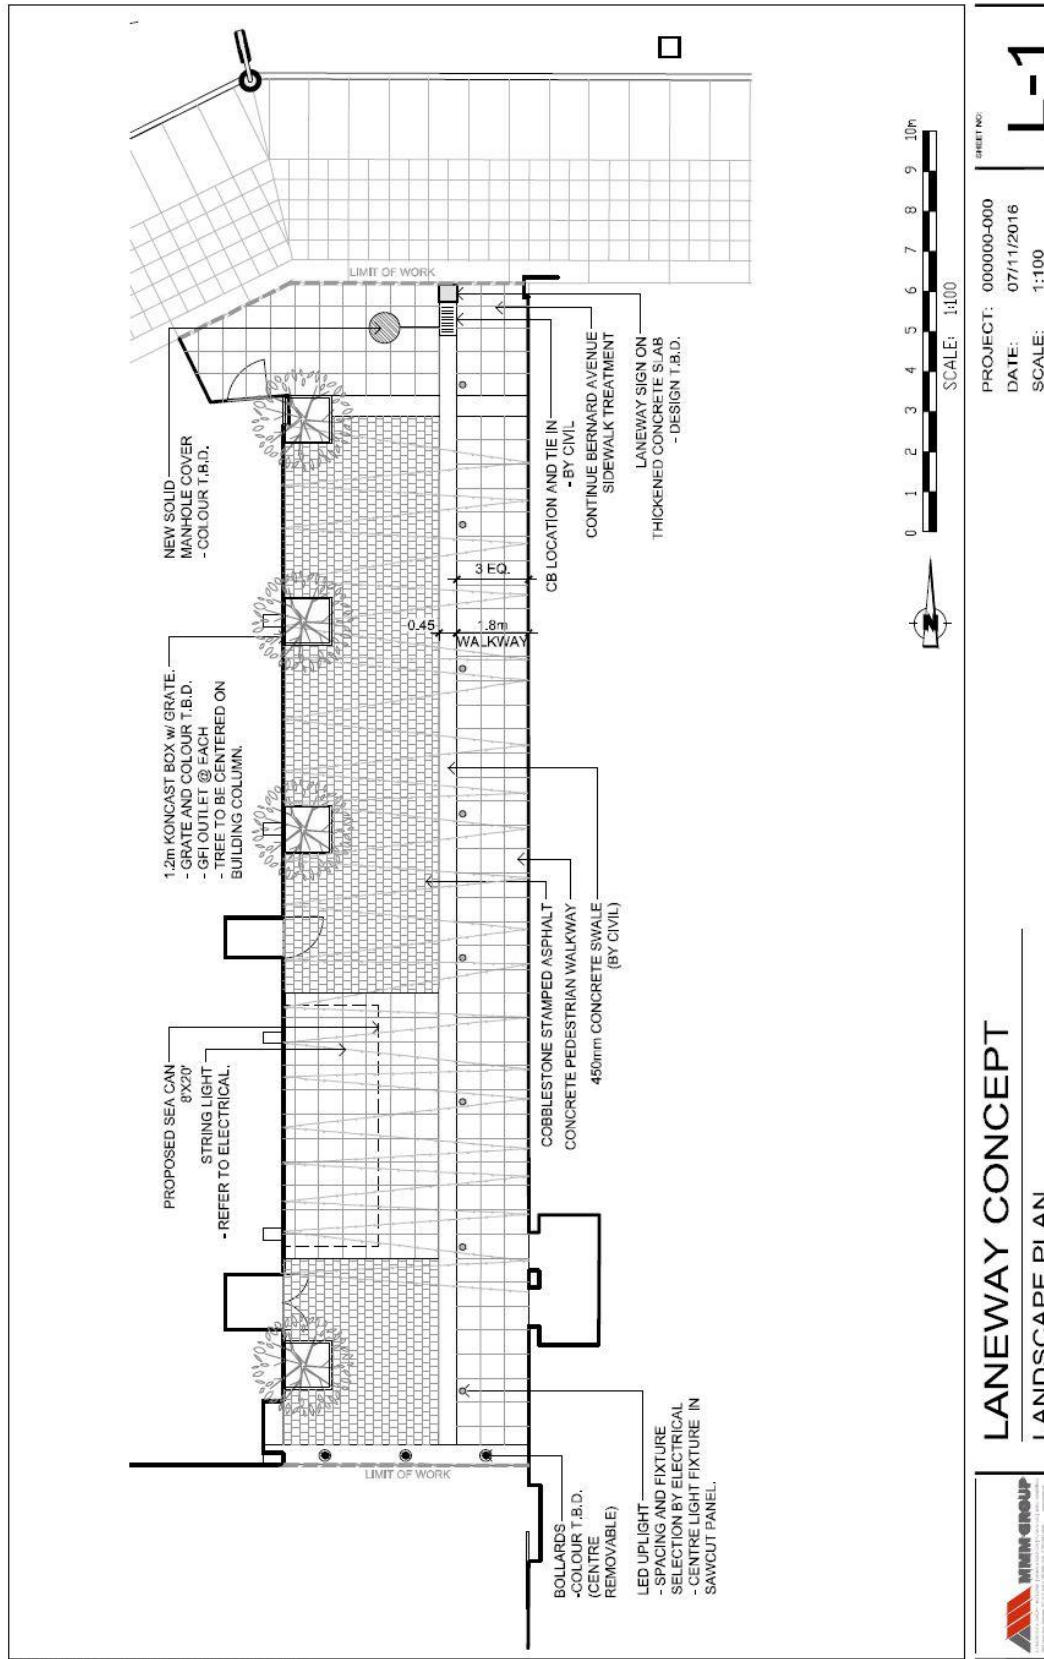 NEW SOLID
MANHOLE COVER
- COLOUR T.B.D.
1.2m KONCAST BOX w/ GRATE.
- GRATE AND COLOUR T.B.D.
- GFI OUTLET @ EACH
- TREE TO BE CENTERED ON
BUILDING COLUMN.
PROPOSED SEA CAN
8'X20'
STRING LIGHT
- REFER TO ELECTRICAL.
LIMIT OF WORK
LIMIT OF WORK
0.45
1.8m
WALKWAY
3 EQ.
BOLLARDS
-COLOUR T.B.D.
(CENTRE
REMOVABLE)
LED UPLIGHT
- SPACING AND FIXTURE
SELECTION BY ELECTRICAL
- CENTRE LIGHT FIXTURE IN
SAWCUT PANEL.
COBBLESTONE STAMPED ASPHALT
CONCRETE PEDESTRIAN WALKWAY
450mm CONCRETE SWALE
(BY CIVIL)
CB LOCATION AND TIE IN
- BY CIVIL
CONTINUE BERNARD AVENUE
SIDEWALK TREATMENT
LANEWAY SIGN ON
THICKENED CONCRETE SLAB
- DESIGN T.B.D.
N
0 1 2 3 4 5 6 7 8 9 10m
SCALE: 1:100
MMM GROUP
LANEWAY CONCEPT
LANDSCAPE PLAN
PROJECT: 000000-000
DATE: 07/11/2016
SCALE: 1:100
SHEET NO:
L-1